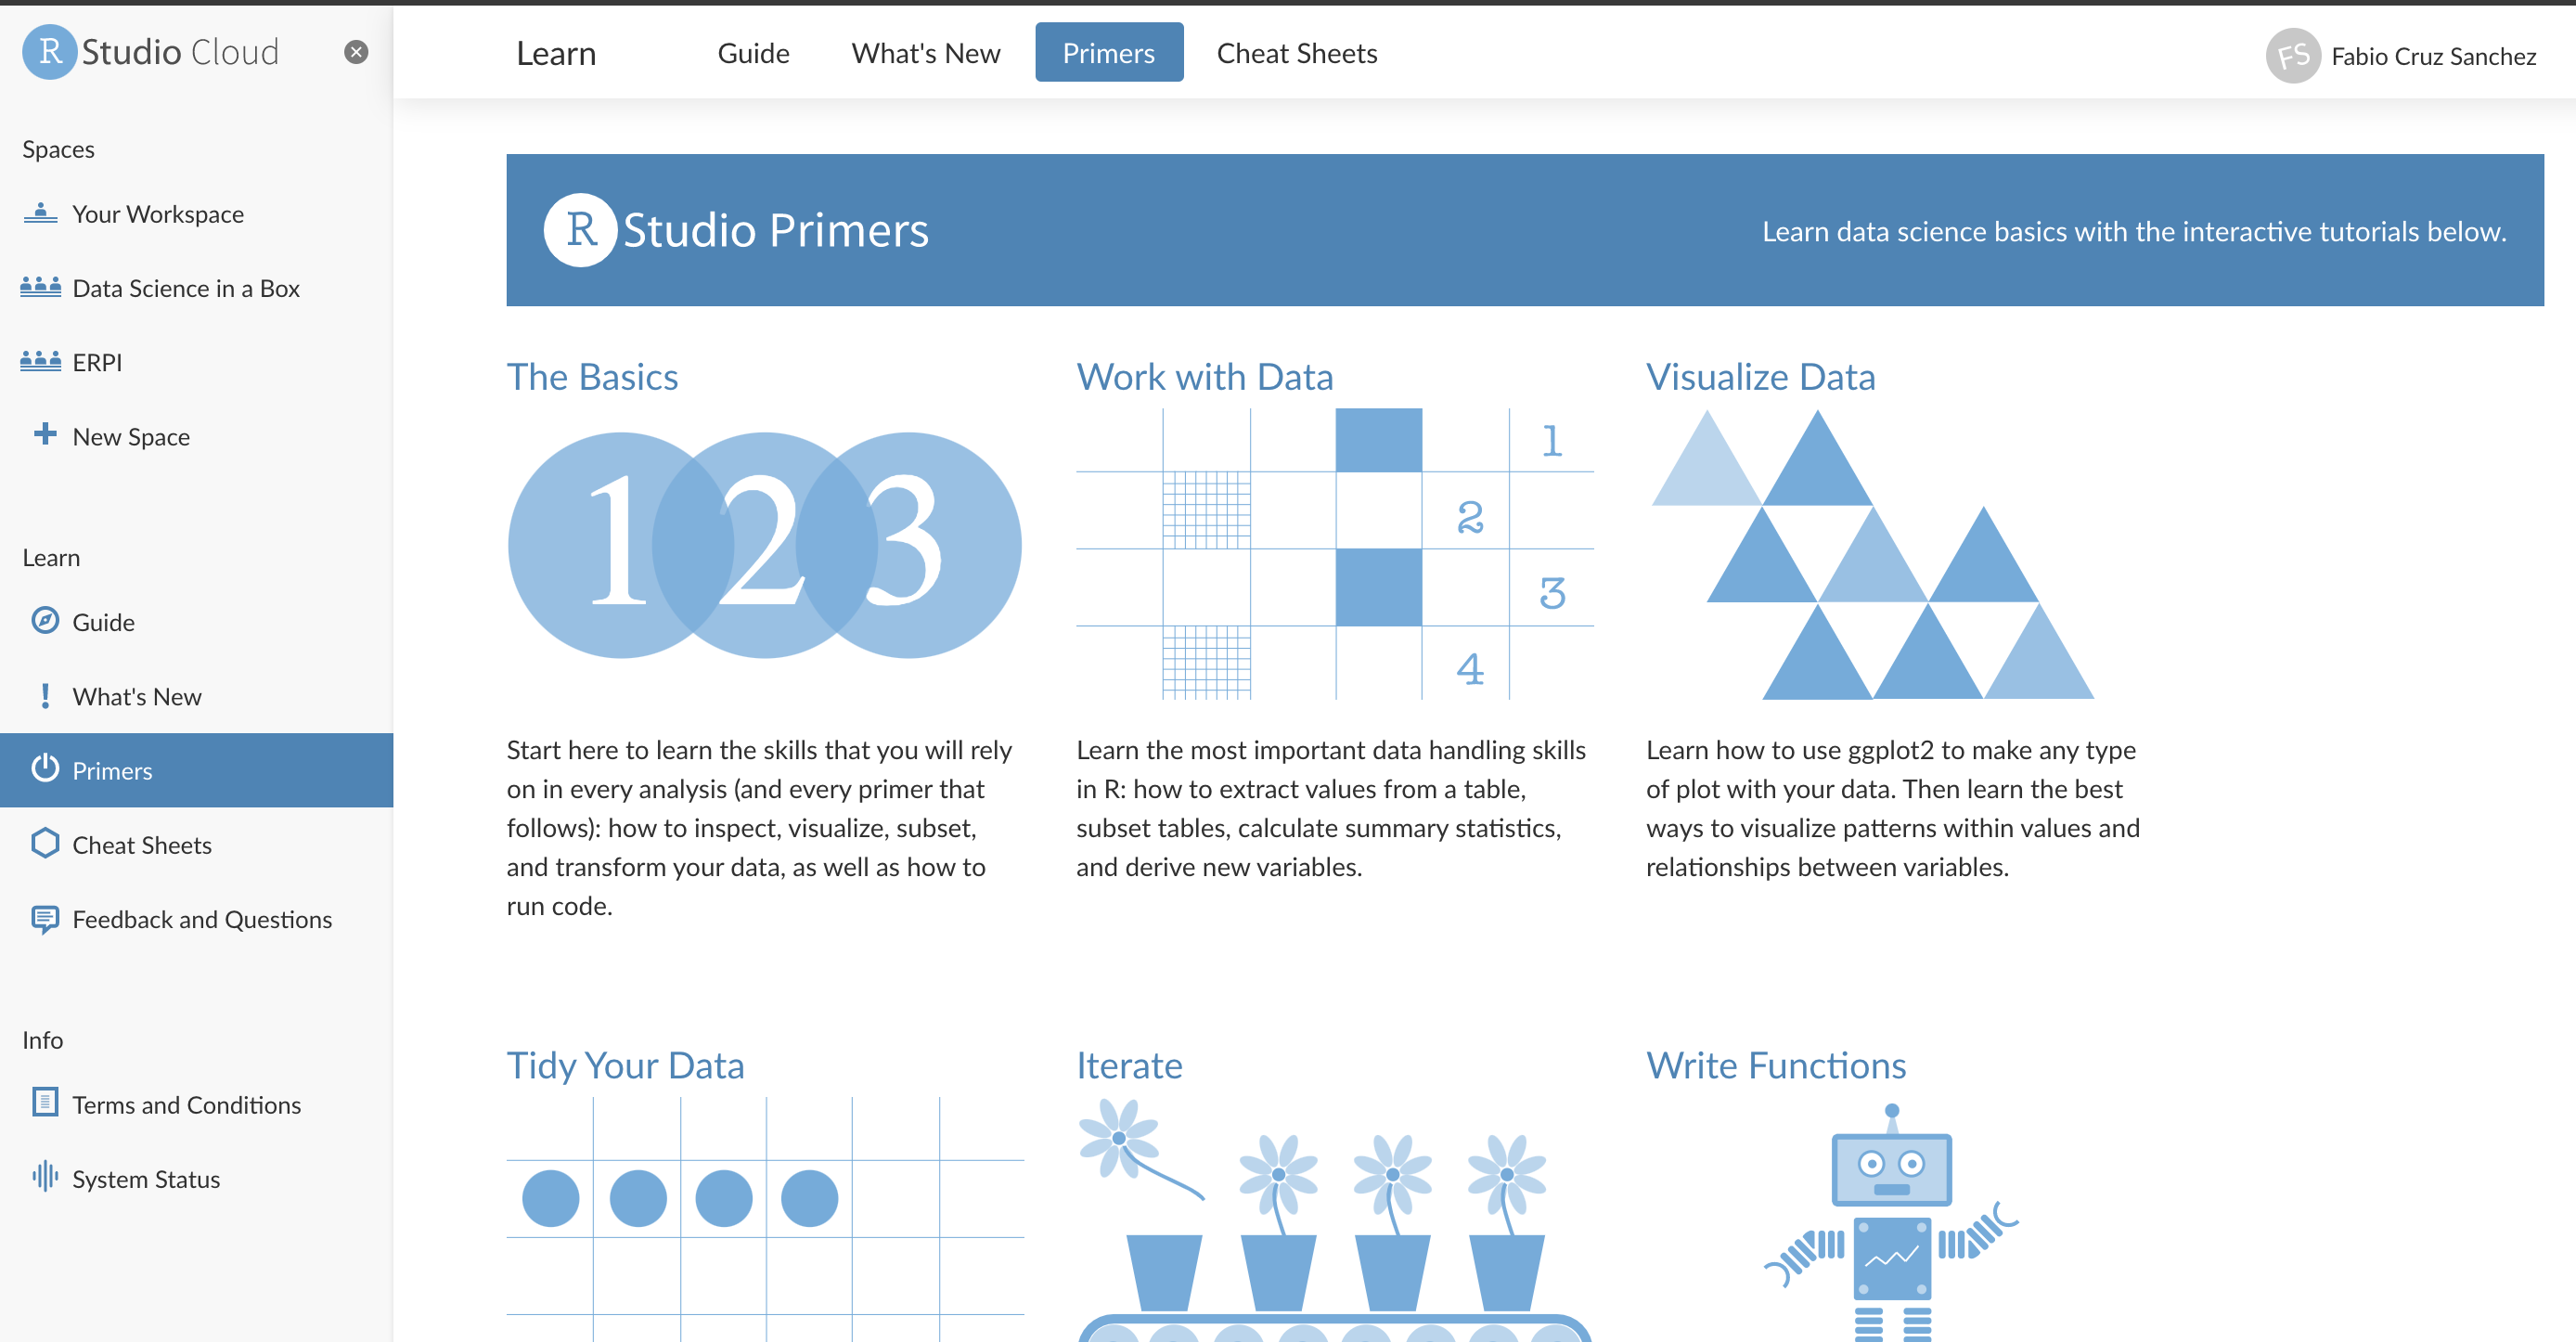 R Studio Cloud
Spaces
Your Workspace
Data Science in a Box
ERPI
New Space
Learn
Guide
What's New
Primers
Cheat Sheets
Feedback and Questions
Info
Terms and Conditions
System Status
Learn Guide What's New Primers Cheat Sheets
FS Fabio Cruz Sanchez
R Studio Primers
Learn data science basics with the interactive tutorials below.
The Basics
1 2 3
Start here to learn the skills that you will rely
on in every analysis (and every primer that
follows): how to inspect, visualize, subset,
and transform your data, as well as how to
run code.
Work with Data
1
2
3
4
Learn the most important data handling skills
in R: how to extract values from a table,
subset tables, calculate summary statistics,
and derive new variables.
Visualize Data
Learn how to use ggplot2 to make any type
of plot with your data. Then learn the best
ways to visualize patterns within values and
relationships between variables.
Tidy Your Data
Iterate
Write Functions